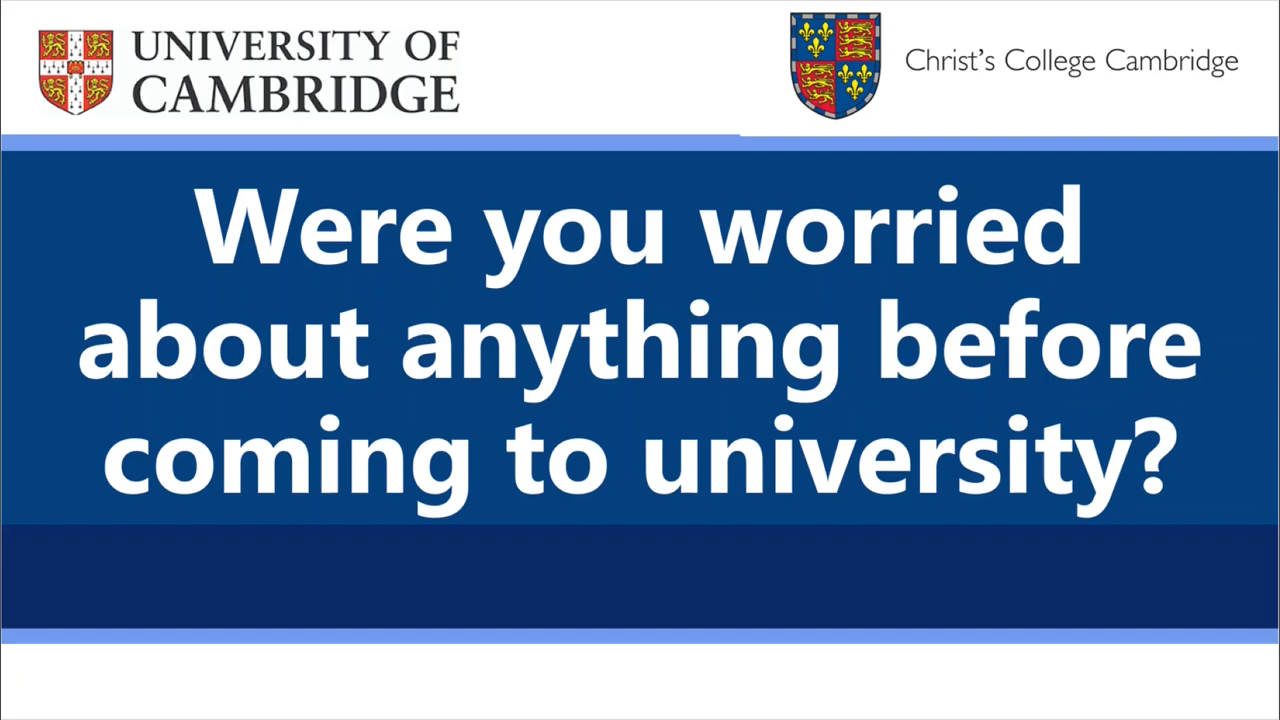 UNIVERSITY OF
CAMBRIDGE
Christ's College Cambridge
Were you worried
about anything before
coming to university?